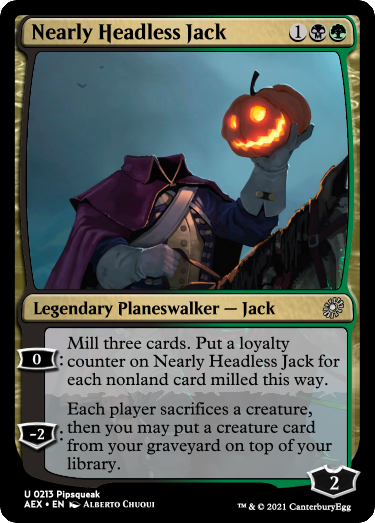 Nearly Headless Jack 1
Legendary Planeswalker — Jack
0: Mill three cards. Put a loyalty
counter on Nearly Headless Jack for
each nonland card milled this way.
-2: Each player sacrifices a creature,
then you may put a creature card
from your graveyard on top of your
library.
2
U 0213 Pipsqueak
AEX • EN Alberto Chuqui
™ & © 2021 CanterburyEgg